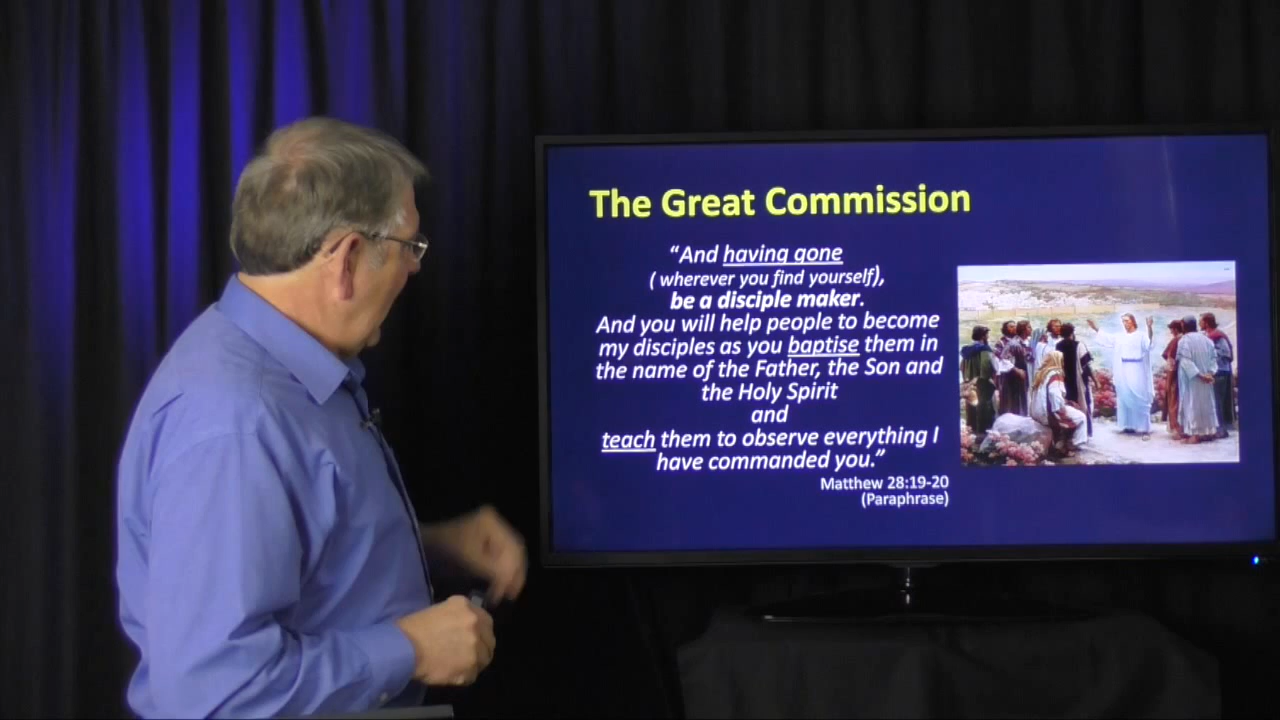 The Great Commission
“And having gone
( wherever you find yourself),
be a disciple maker.
And you will help people to become
my disciples as you baptise them in
the name of the Father, the Son and
the Holy Spirit
and
teach them to observe everything I
have commanded you.”
Matthew 28:19-20
(Paraphrase)